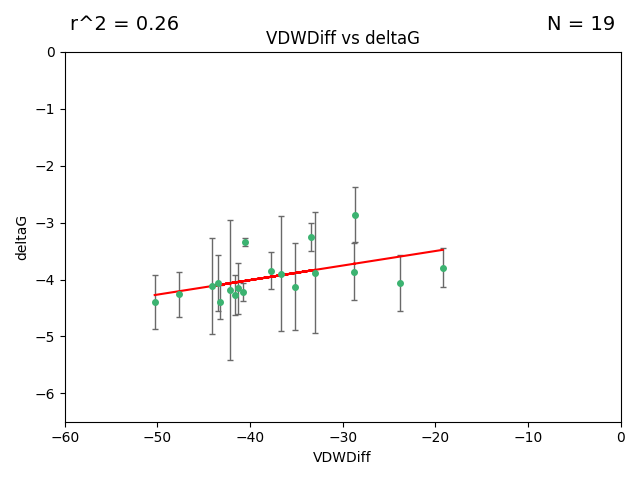 r^2 = 0.26
N = 19
VDWDiff vs deltaG
0
−1
−2
−3
−4
−5
−6
deltaG
−60 −50 −40 −30 −20 −10 0
VDWDiff